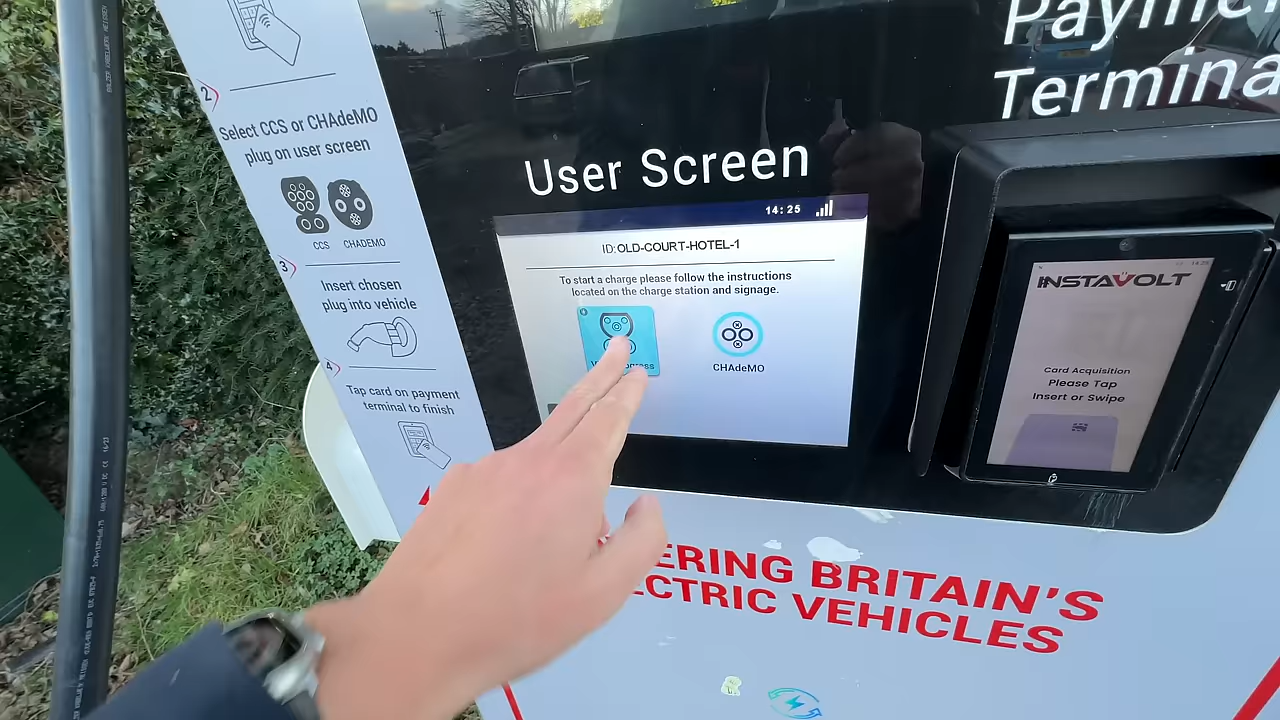 2
Select CCS or CHAdeMO
plug on user screen
CCS
CHADEMO
3
Insert chosen
plug into vehicle
4
Tap card on payment
terminal to finish
User Screen
14:25
ID:OLD-COURT-HOTEL-1
To start a charge please follow the instructions
located on the charge station and signage.
CHAdeMO
Termina
INSTAVOLT
Card Acquisition
Please Tap
Insert or Swipe
ERING BRITAIN'S
ECTRIC VEHICLES